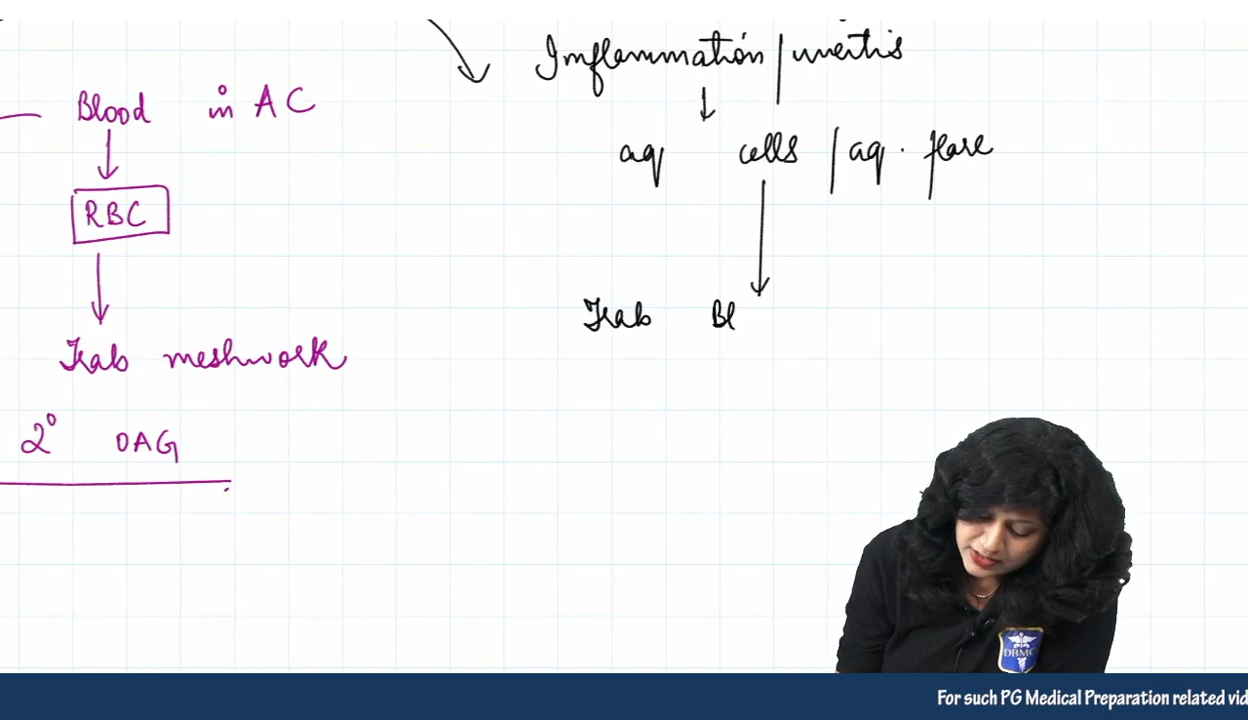 Inflammation / uveitis
Blood in AC
aq cells / aq. flare
RBC
Trab Bl
Trab meshwork
2° OAG
DBMC
For such PG Medical Preparation related vid